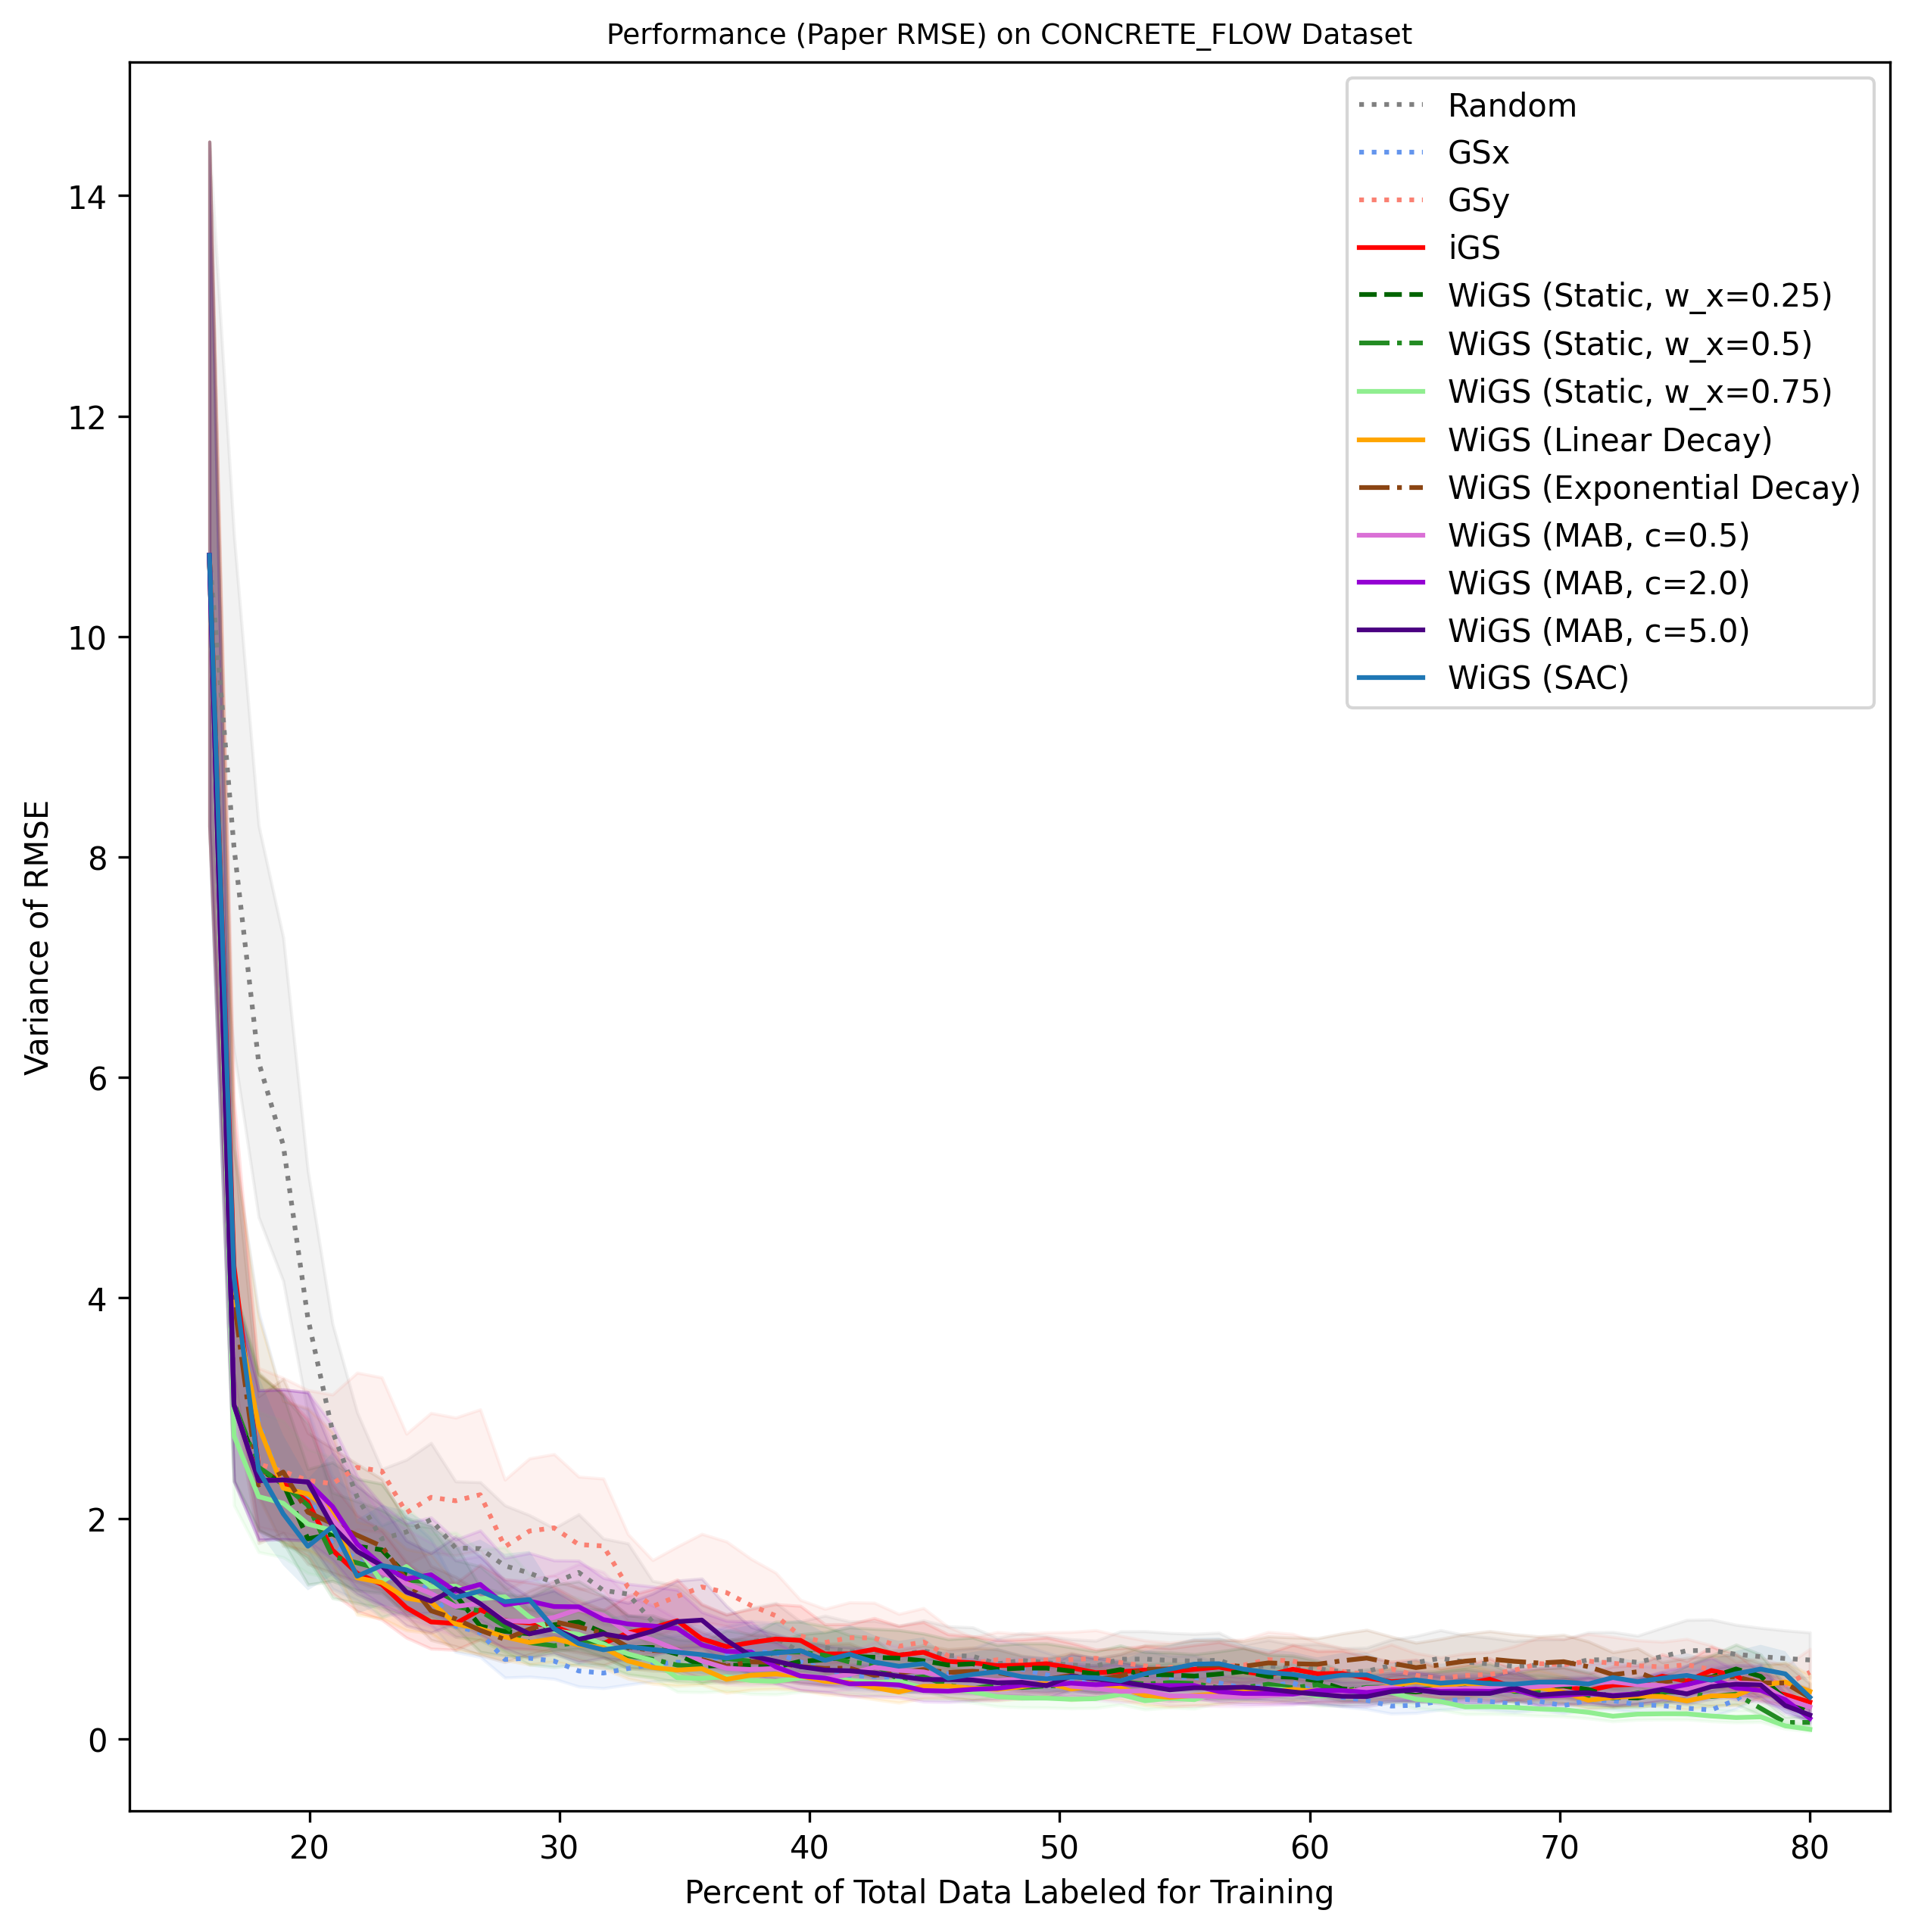 Performance (Paper RMSE) on CONCRETE_FLOW Dataset
Variance of RMSE
14
12
10
8
6
4
2
0
Random
GSx
GSy
iGS
WiGS (Static, w_x=0.25)
WiGS (Static, w_x=0.5)
WiGS (Static, w_x=0.75)
WiGS (Linear Decay)
WiGS (Exponential Decay)
WiGS (MAB, c=0.5)
WiGS (MAB, c=2.0)
WiGS (MAB, c=5.0)
WiGS (SAC)
20 30 40 50 60 70 80
Percent of Total Data Labeled for Training